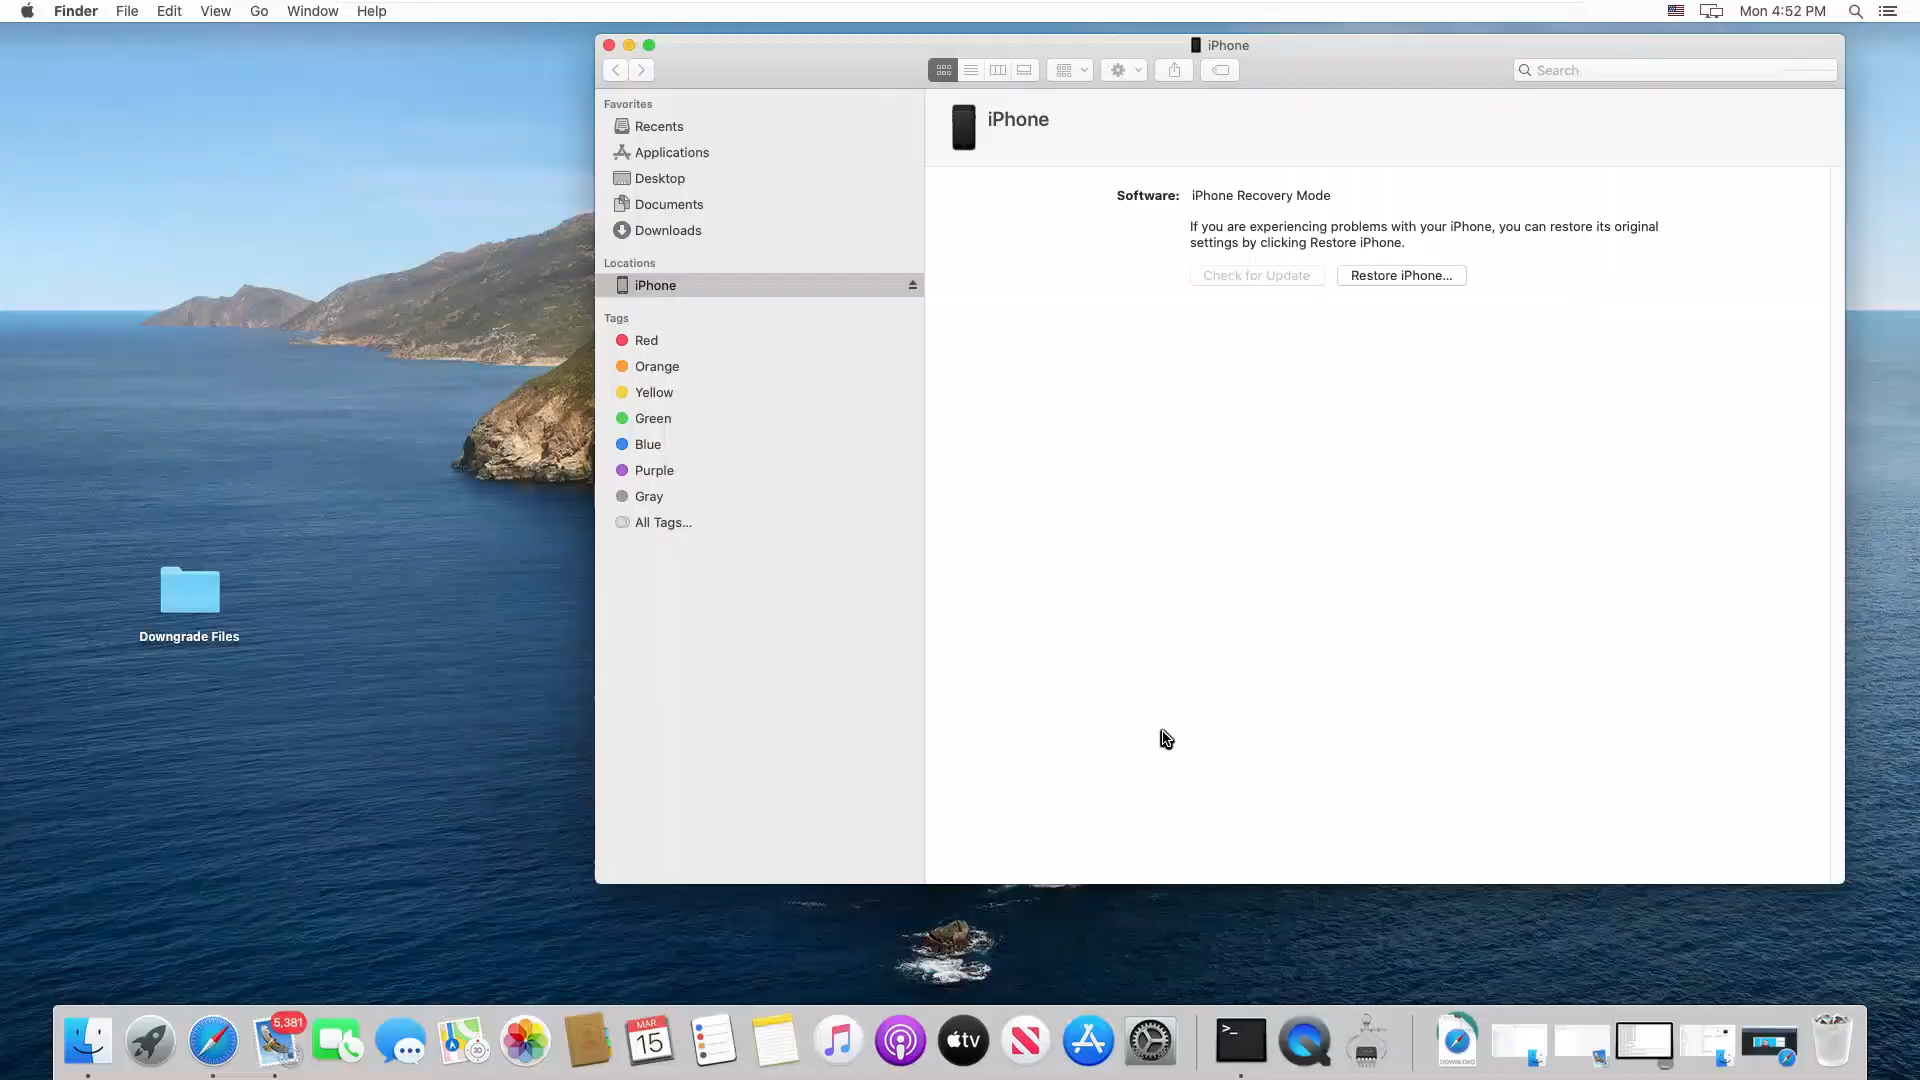 Finder File Edit View Go Window Help
Mon 4:52 PM
iPhone
Search
Favorites
Recents
Applications
Desktop
Documents
Downloads
Locations
iPhone
Tags
Red
Orange
Yellow
Green
Blue
Purple
Gray
All Tags...
iPhone
Software: iPhone Recovery Mode
If you are experiencing problems with your iPhone, you can restore its original
settings by clicking Restore iPhone.
Check for Update Restore iPhone...
Downgrade Files
5,381
3D
MAR
15
tv
>_
DOWNLOAD